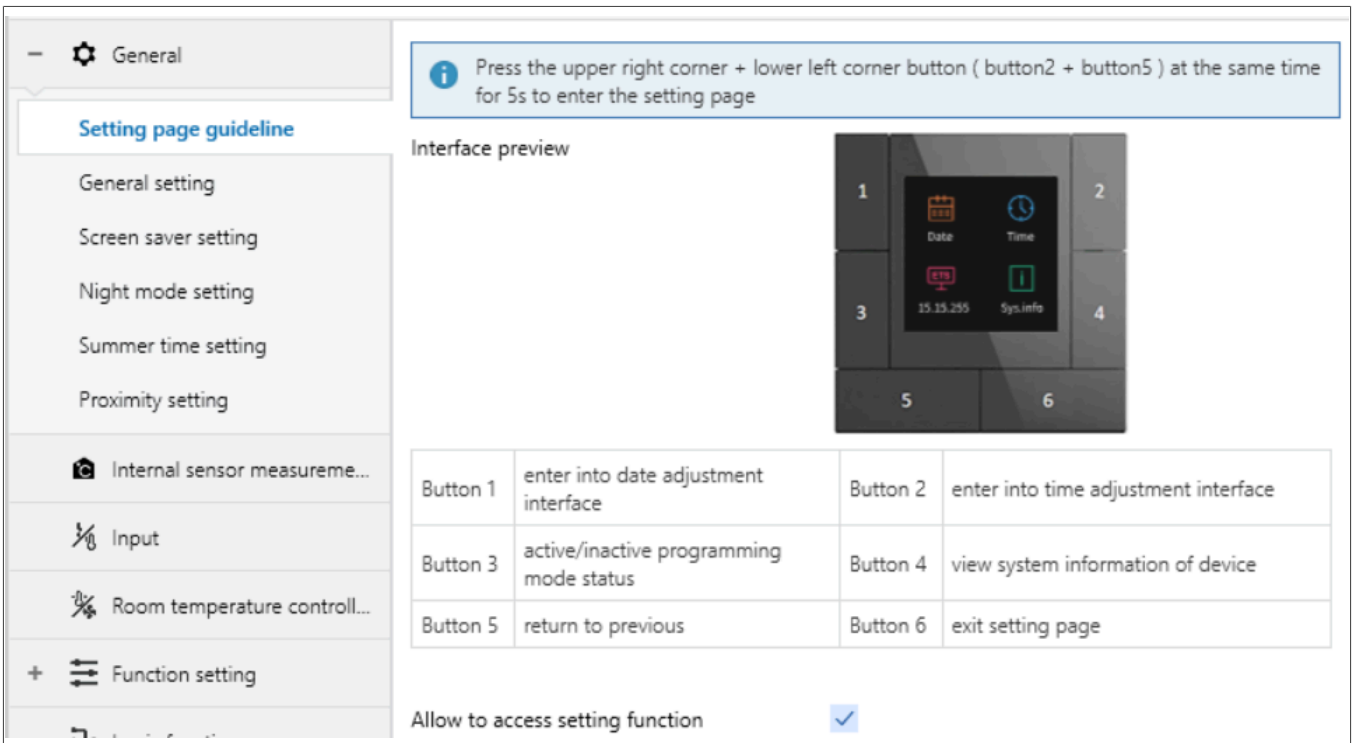 General
Setting page guideline
General setting
Screen saver setting
Night mode setting
Summer time setting
Proximity setting
Internal sensor measureme...
Input
Room temperature controll...
Function setting
Press the upper right corner + lower left corner button ( button2 + button5 ) at the same time
for 5s to enter the setting page
Interface preview
1
2
Date
Time
ETS
15.15.255
Sys.info
3
4
5
6
Button 1
enter into date adjustment
interface
Button 2
enter into time adjustment interface
Button 3
active/inactive programming
mode status
Button 4
view system information of device
Button 5
return to previous
Button 6
exit setting page
Allow to access setting function